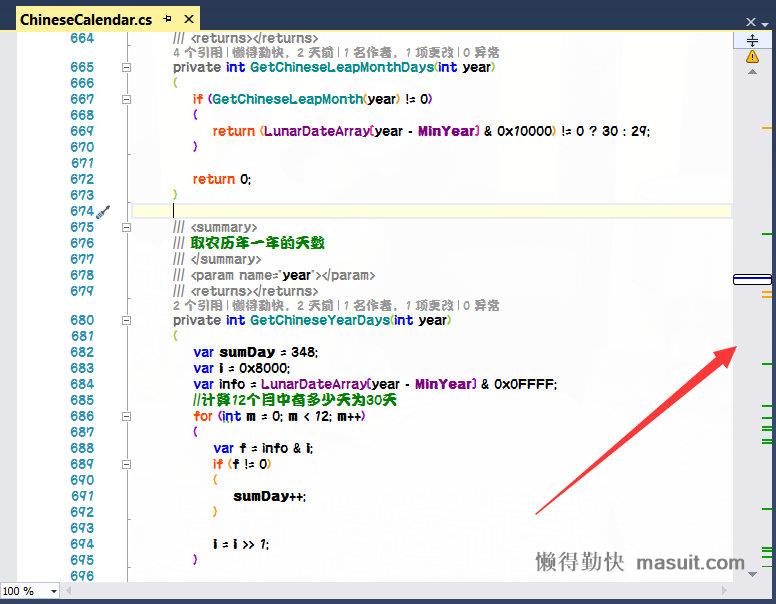 ChineseCalendar.cs
664 /// <returns></returns>
4 个引用|懒得勤快,2 天前|1 名作者,1 项更改|0 异常
665 private int GetChineseLeapMonthDays(int year)
666 {
667 if (GetChineseLeapMonth(year) != 0)
668 {
669 return (LunarDateArray[year - MinYear] & 0x10000) != 0 ? 30 : 29;
670 }
671
672 return 0;
673 }
674
675 /// <summary>
676 /// 取农历年一年的天数
677 /// </summary>
678 /// <param name="year"></param>
679 /// <returns></returns>
2 个引用|懒得勤快,2 天前|1 名作者,1 项更改|0 异常
680 private int GetChineseYearDays(int year)
681 {
682 var sumDay = 348;
683 var i = 0x8000;
684 var info = LunarDateArray[year - MinYear] & 0x0FFFF;
685 //计算12个月中有多少天为30天
686 for (int m = 0; m < 12; m++)
687 {
688 var f = info & i;
689 if (f != 0)
690 {
691 sumDay++;
692 }
693
694 i = i >> 1;
695 }
696
懒得勤快 masuit.com
100 %